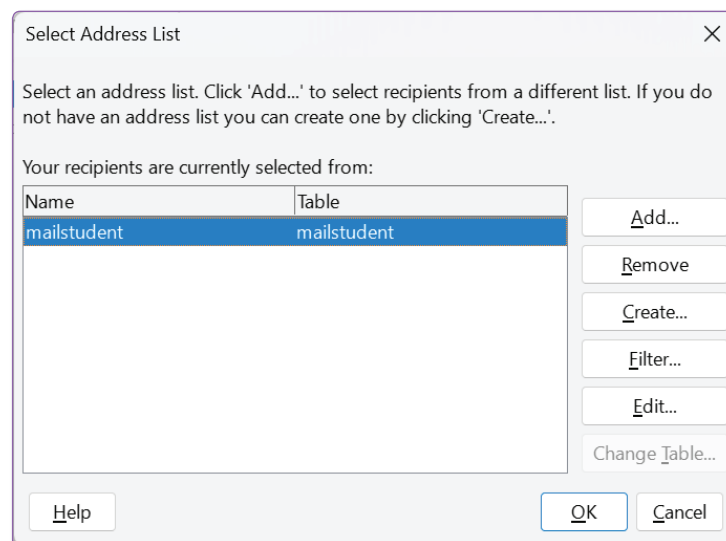 Select Address List
Select an address list. Click 'Add...' to select recipients from a different list. If you do
not have an address list you can create one by clicking 'Create...'.
Your recipients are currently selected from:
Name Table
mailstudent mailstudent
Add...
Remove
Create...
Filter...
Edit...
Change Table...
Help OK Cancel